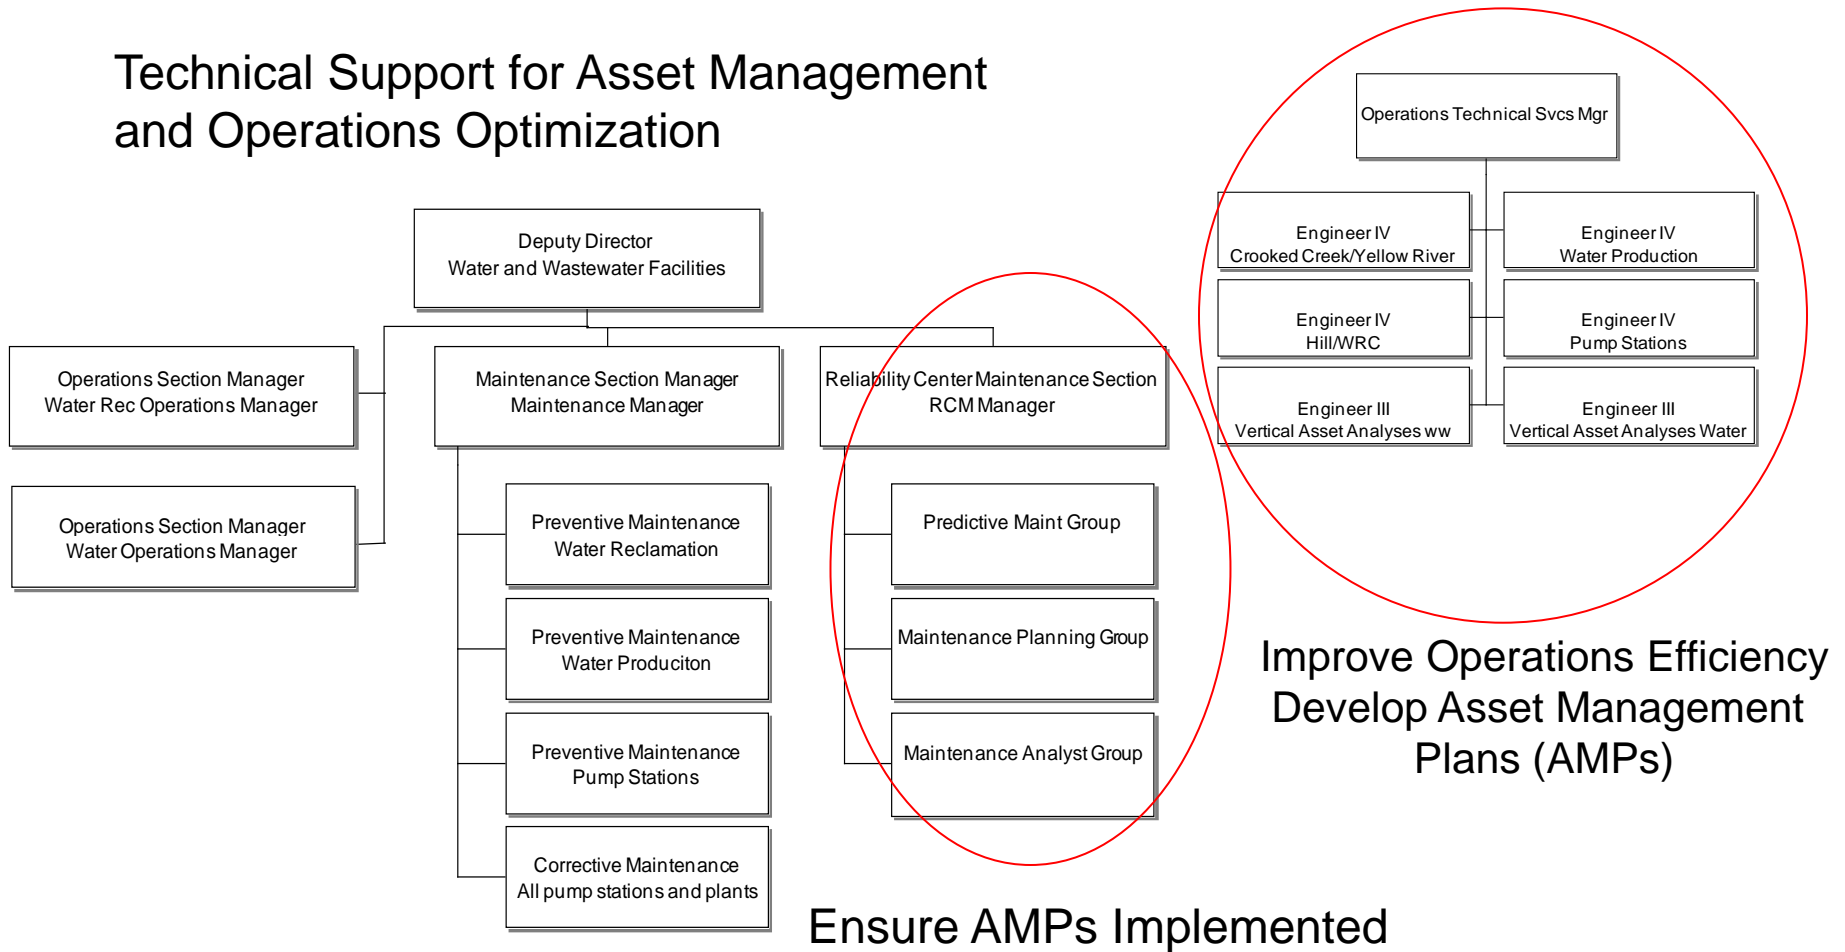 Technical Support for Asset Management
and Operations Optimization
Operations Technical Svcs Mgr
Engineer IV
Crooked Creek/Yellow River
Engineer IV
Water Production
Engineer IV
Hill/WRC
Engineer IV
Pump Stations
Engineer III
Vertical Asset Analyses ww
Engineer III
Vertical Asset Analyses Water
Deputy Director
Water and Wastewater Facilities
Operations Section Manager
Water Rec Operations Manager
Maintenance Section Manager
Maintenance Manager
Reliability Center Maintenance Section
RCM Manager
Operations Section Manager
Water Operations Manager
Preventive Maintenance
Water Reclamation
Preventive Maintenance
Water Produciton
Preventive Maintenance
Pump Stations
Corrective Maintenance
All pump stations and plants
Predictive Maint Group
Maintenance Planning Group
Maintenance Analyst Group
Improve Operations Efficiency
Develop Asset Management
Plans (AMPs)
Ensure AMPs Implemented